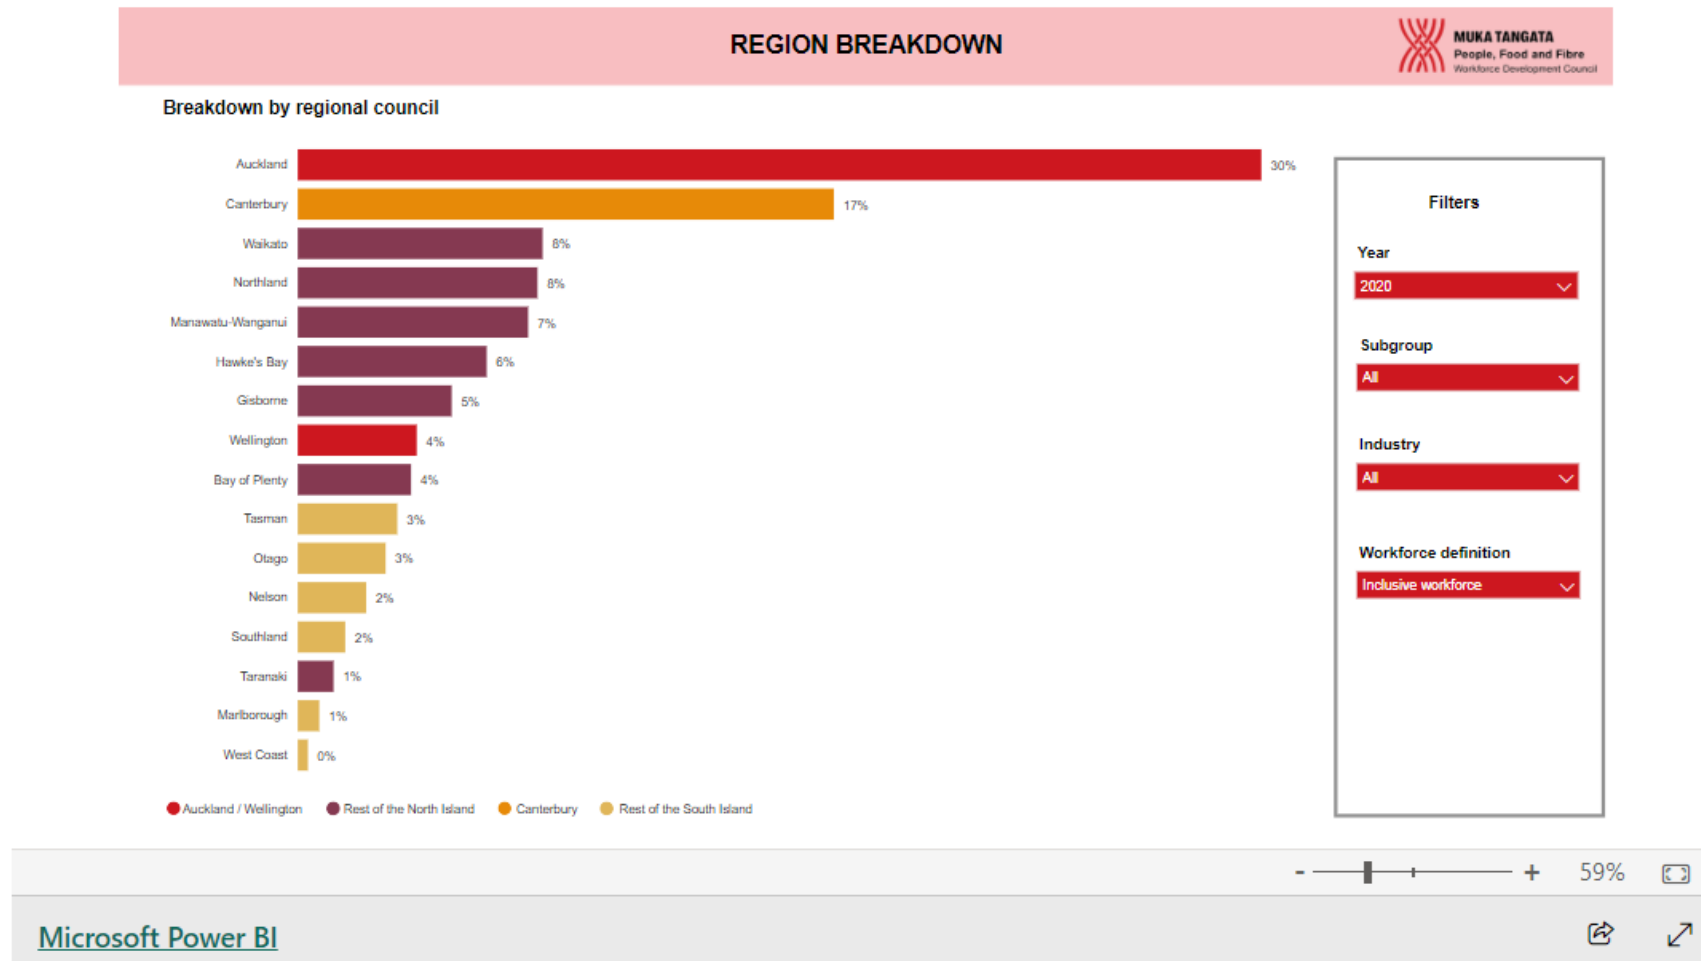 REGION BREAKDOWN
MUKA TANGATA
People, Food and Fibre
Workforce Development Council
Breakdown by regional council
Auckland 30%
Canterbury 17%
Waikato 8%
Northland 8%
Manawatu-Wanganui 7%
Hawke's Bay 6%
Gisborne 5%
Wellington 4%
Bay of Plenty 4%
Tasman 3%
Otago 3%
Nelson 2%
Southland 2%
Taranaki 1%
Marlborough 1%
West Coast 0%
Auckland / Wellington Rest of the North Island Canterbury Rest of the South Island
Filters
Year
2020
Subgroup
All
Industry
All
Workforce definition
Inclusive workforce
- + 59%
Microsoft Power BI